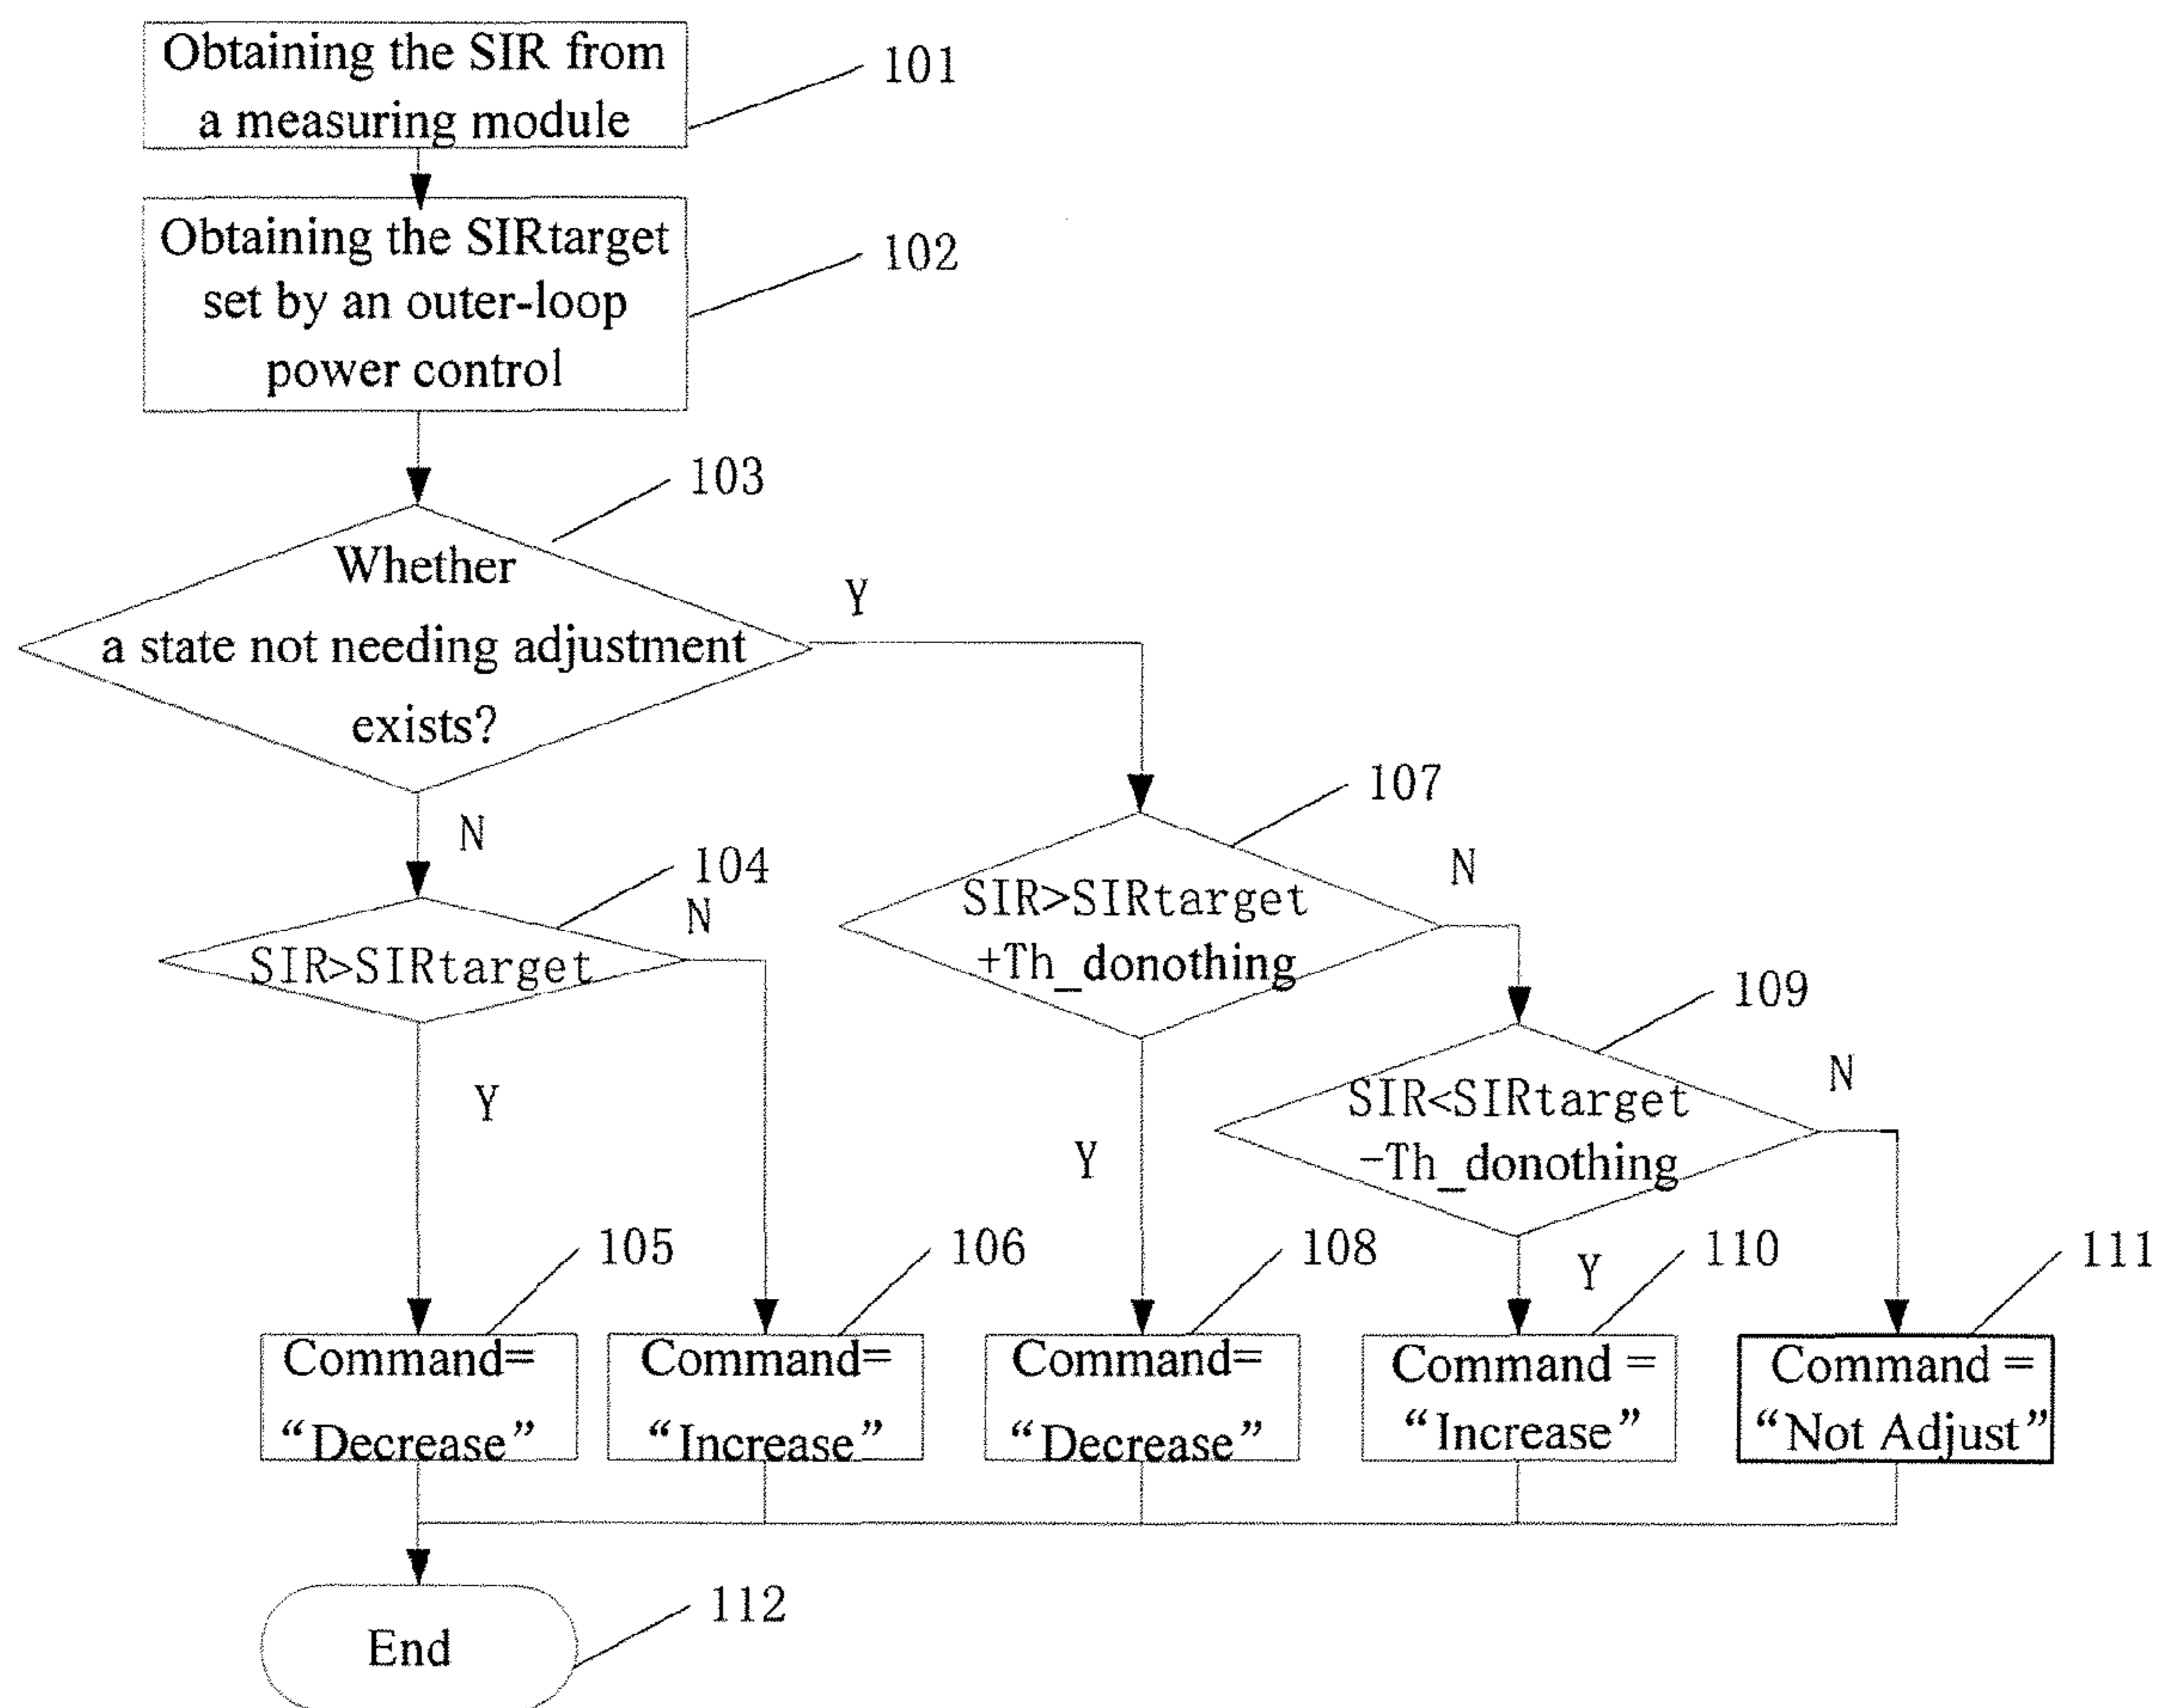 Obtaining the SIR from
a measuring module
101
Obtaining the SIRtarget
set by an outer-loop
power control
102
103
Whether
a state not needing adjustment
exists?
Y
N
104
SIR>SIRtarget
N
Y
107
SIR>SIRtarget
+Th_donothing
N
Y
109
SIR<SIRtarget
-Th_donothing
N
Y
105
Command=
“Decrease”
106
Command=
“Increase”
108
Command=
“Decrease”
110
Command =
“Increase”
111
Command =
“Not Adjust”
End
112